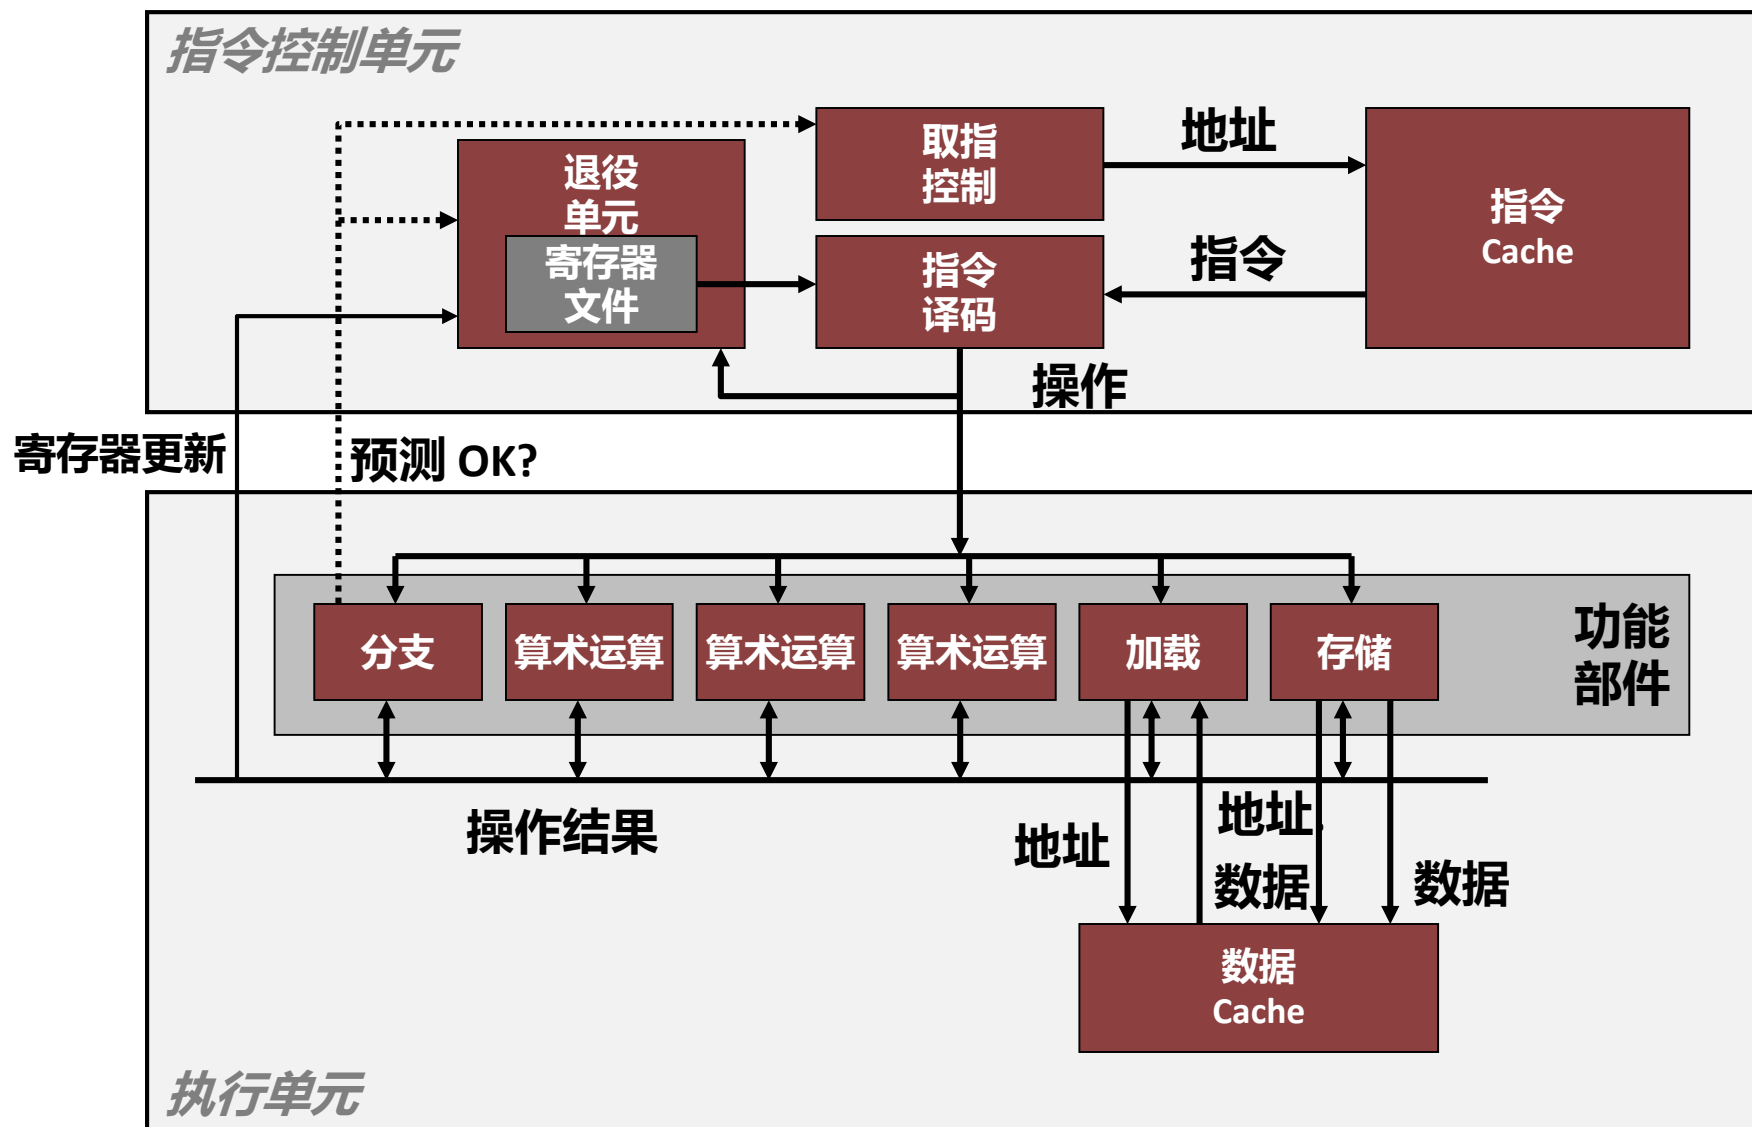 指令控制单元
取指
控制
地址
指令
Cache
退役
单元
寄存器
文件
指令
译码
指令
操作
寄存器更新
预测 OK?
功能
部件
分支
算术运算
算术运算
算术运算
加载
存储
操作结果
地址
地址,
数据
数据
数据
Cache
执行单元